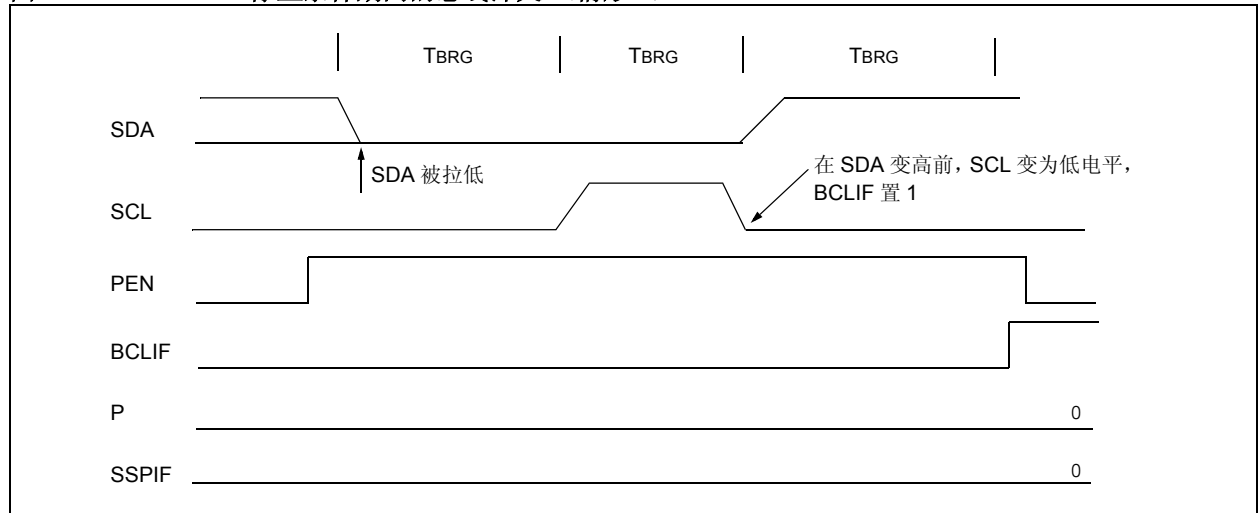 TBRG TBRG TBRG
SDA
SDA 被拉低
在 SDA 变高前,SCL 变为低电平,
BCLIF 置 1
SCL
PEN
BCLIF
P 0
SSPIF 0